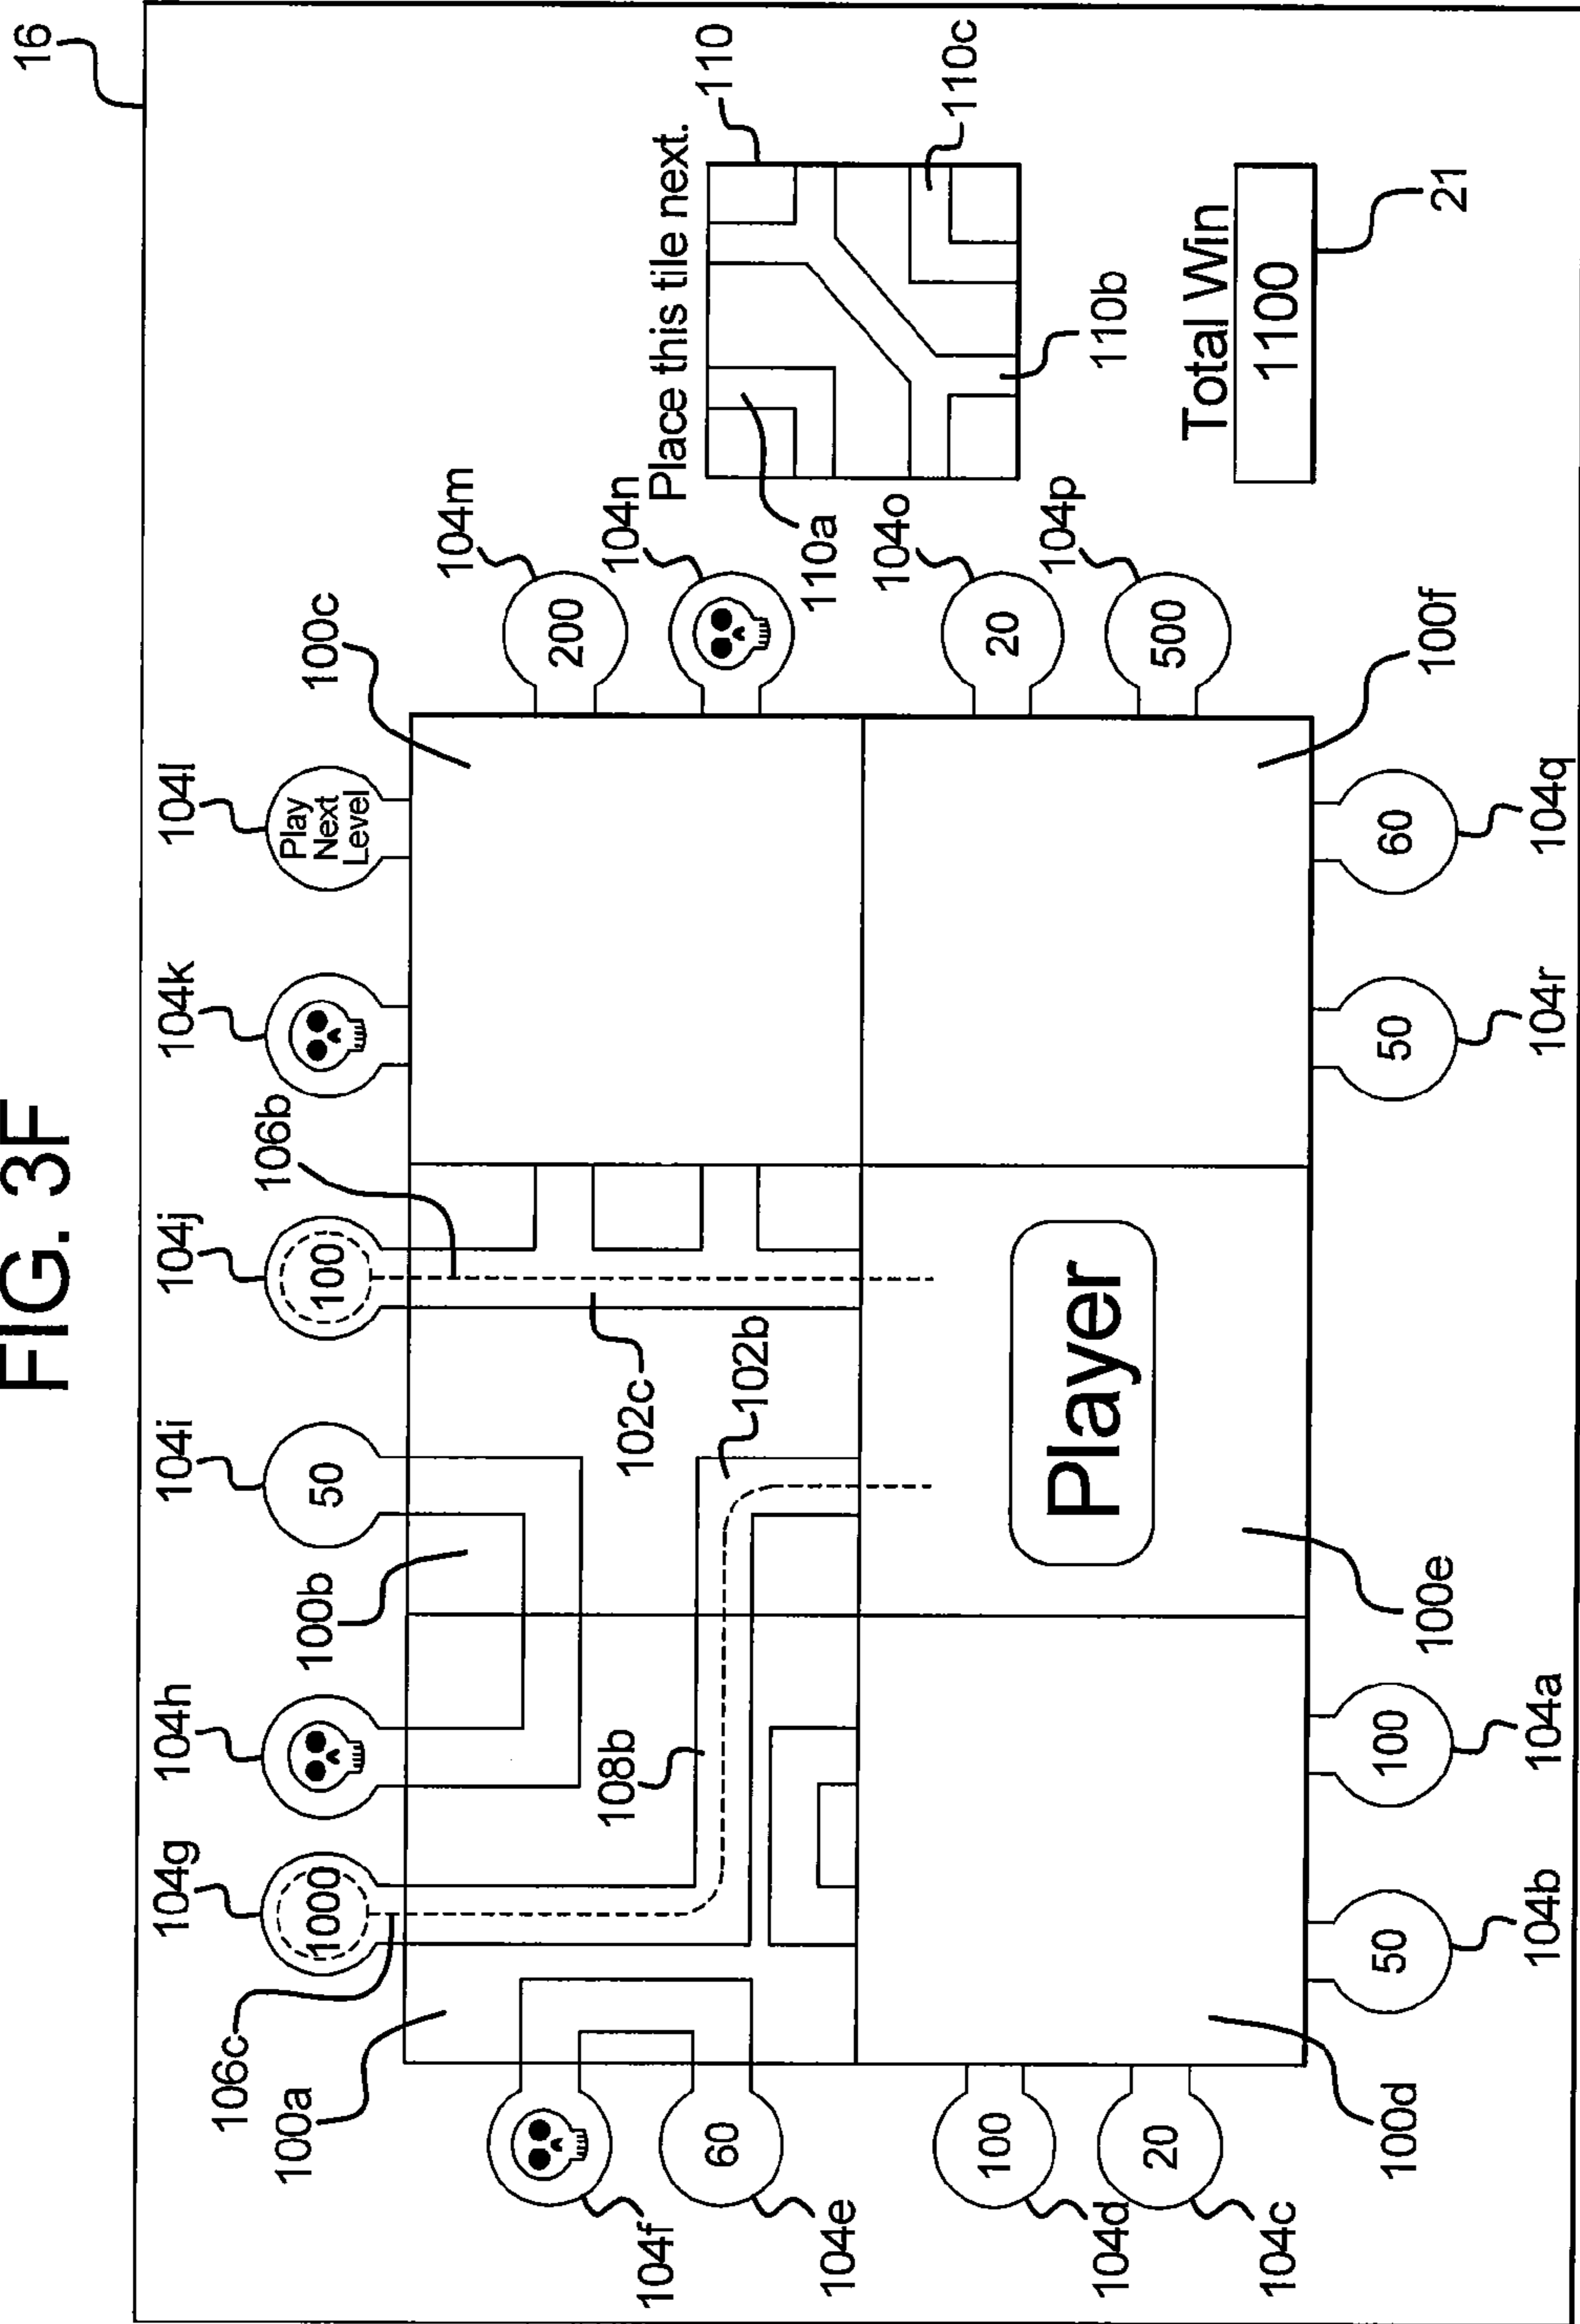 FIG. 3F
16
104g
104h
104i
104j
106b
104k
104l
1000
50
100
Play
Next
Level
106c
100a
100b
100c
104f
104m
200
108b
102c
102b
104n
60
104e
Place this tile next.
110
110a
110b
110c
100
104d
Player
20
104o
20
104c
500
104p
100d
100e
100f
50
104b
100
104a
50
104r
60
104q
Total Win
1100
21